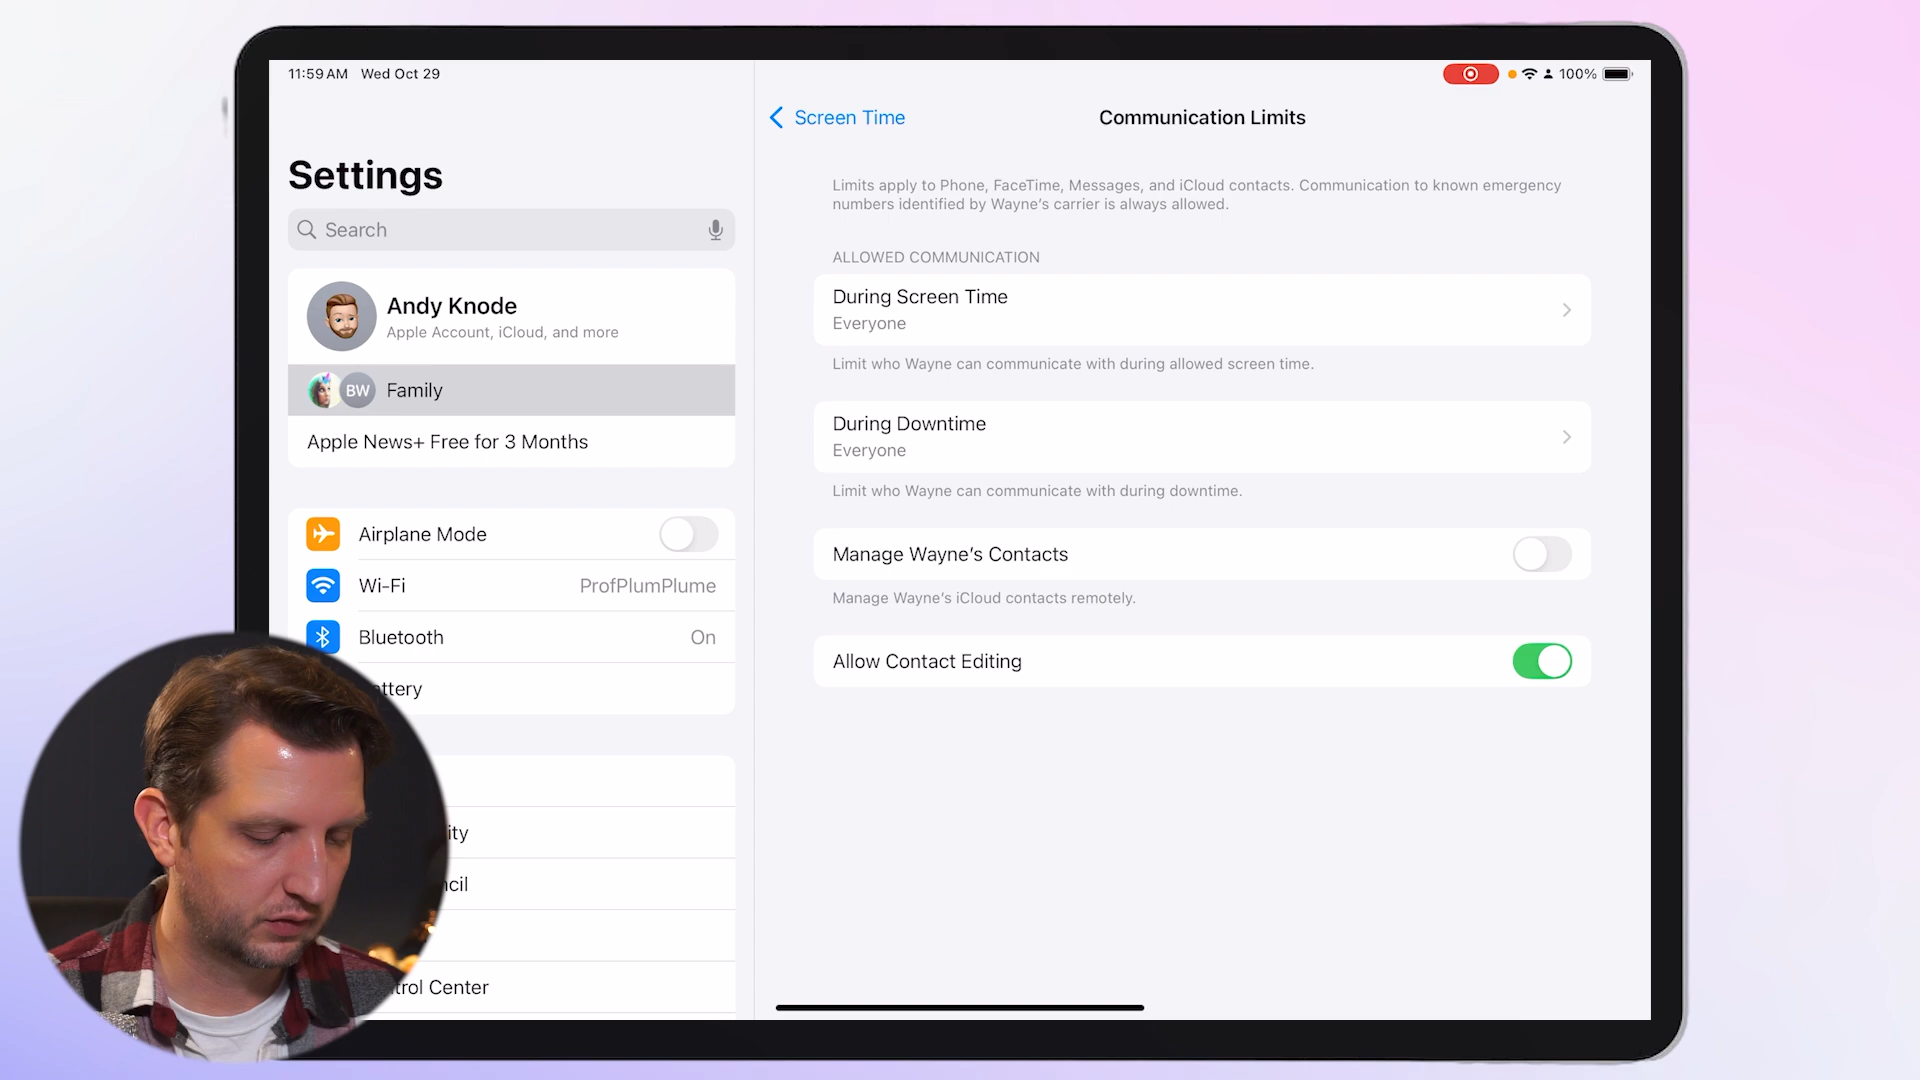 11:59 AM Wed Oct 29
100%
Settings
Search
Andy Knode
Apple Account, iCloud, and more
BW Family
Apple News+ Free for 3 Months
Airplane Mode
Wi-Fi ProfPlumPlume
Bluetooth On
ttery
ity
ncil
trol Center
Screen Time
Communication Limits
Limits apply to Phone, FaceTime, Messages, and iCloud contacts. Communication to known emergency
numbers identified by Wayne’s carrier is always allowed.
ALLOWED COMMUNICATION
During Screen Time
Everyone
Limit who Wayne can communicate with during allowed screen time.
During Downtime
Everyone
Limit who Wayne can communicate with during downtime.
Manage Wayne’s Contacts
Manage Wayne’s iCloud contacts remotely.
Allow Contact Editing